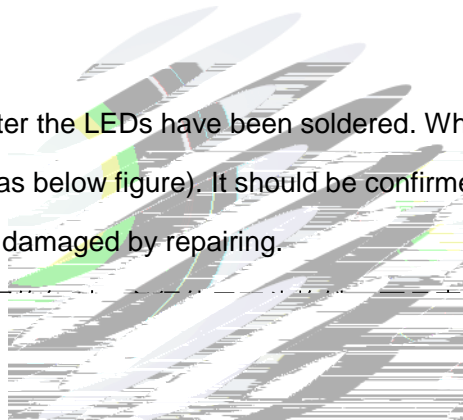 ter the LEDs have been soldered. Wh
as below figure). It should be confirme
damaged by repairing.